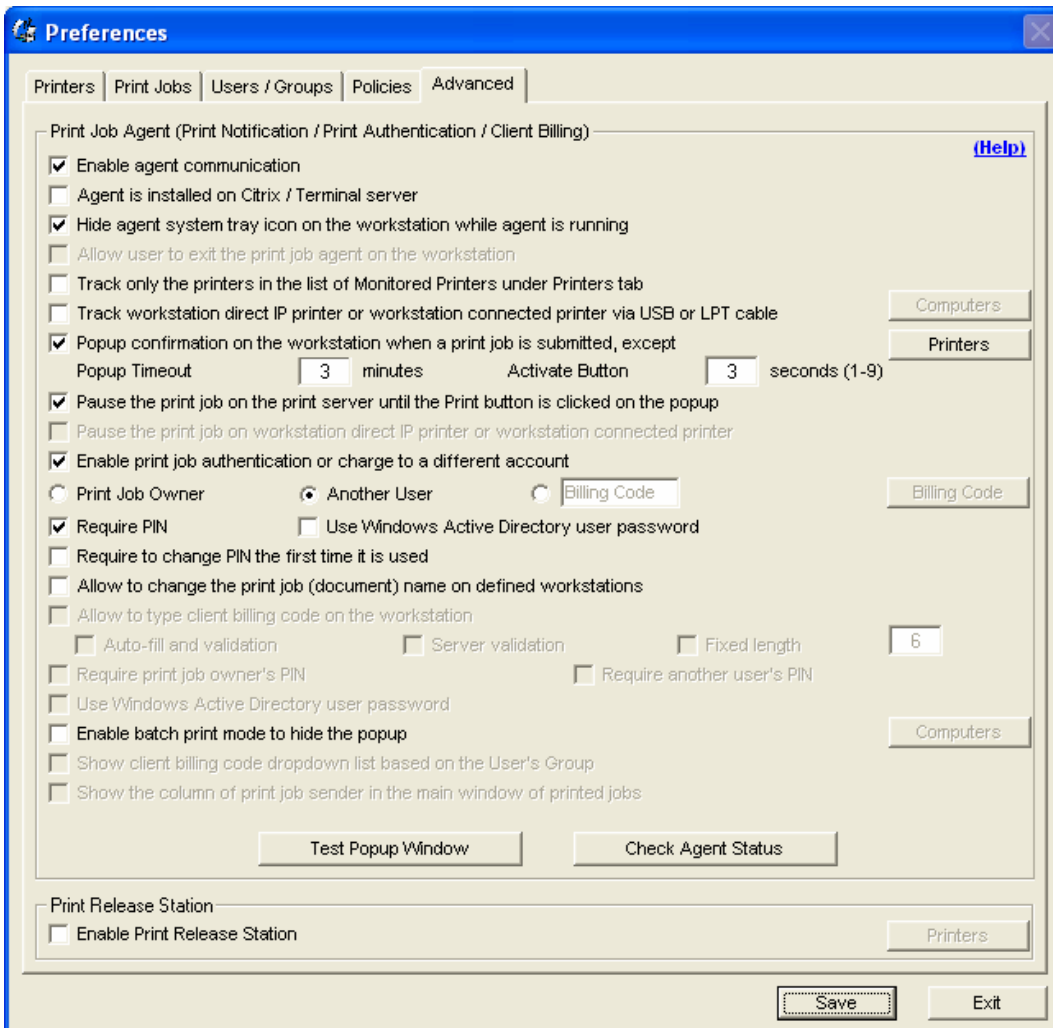 Preferences
Printers Print Jobs Users / Groups Policies Advanced
Print Job Agent (Print Notification / Print Authentication / Client Billing)
(Help)
Enable agent communication
Agent is installed on Citrix / Terminal server
Hide agent system tray icon on the workstation while agent is running
Allow user to exit the print job agent on the workstation
Track only the printers in the list of Monitored Printers under Printers tab
Track workstation direct IP printer or workstation connected printer via USB or LPT cable Computers
Popup confirmation on the workstation when a print job is submitted, except Printers
Popup Timeout 3 minutes Activate Button 3 seconds (1-9)
Pause the print job on the print server until the Print button is clicked on the popup
Pause the print job on workstation direct IP printer or workstation connected printer
Enable print job authentication or charge to a different account
Print Job Owner Another User Billing Code Billing Code
Require PIN Use Windows Active Directory user password
Require to change PIN the first time it is used
Allow to change the print job (document) name on defined workstations
Allow to type client billing code on the workstation
Auto-fill and validation Server validation Fixed length 6
Require print job owner's PIN Require another user's PIN
Use Windows Active Directory user password
Enable batch print mode to hide the popup Computers
Show client billing code dropdown list based on the User's Group
Show the column of print job sender in the main window of printed jobs
Test Popup Window Check Agent Status
Print Release Station
Enable Print Release Station Printers
Save Exit